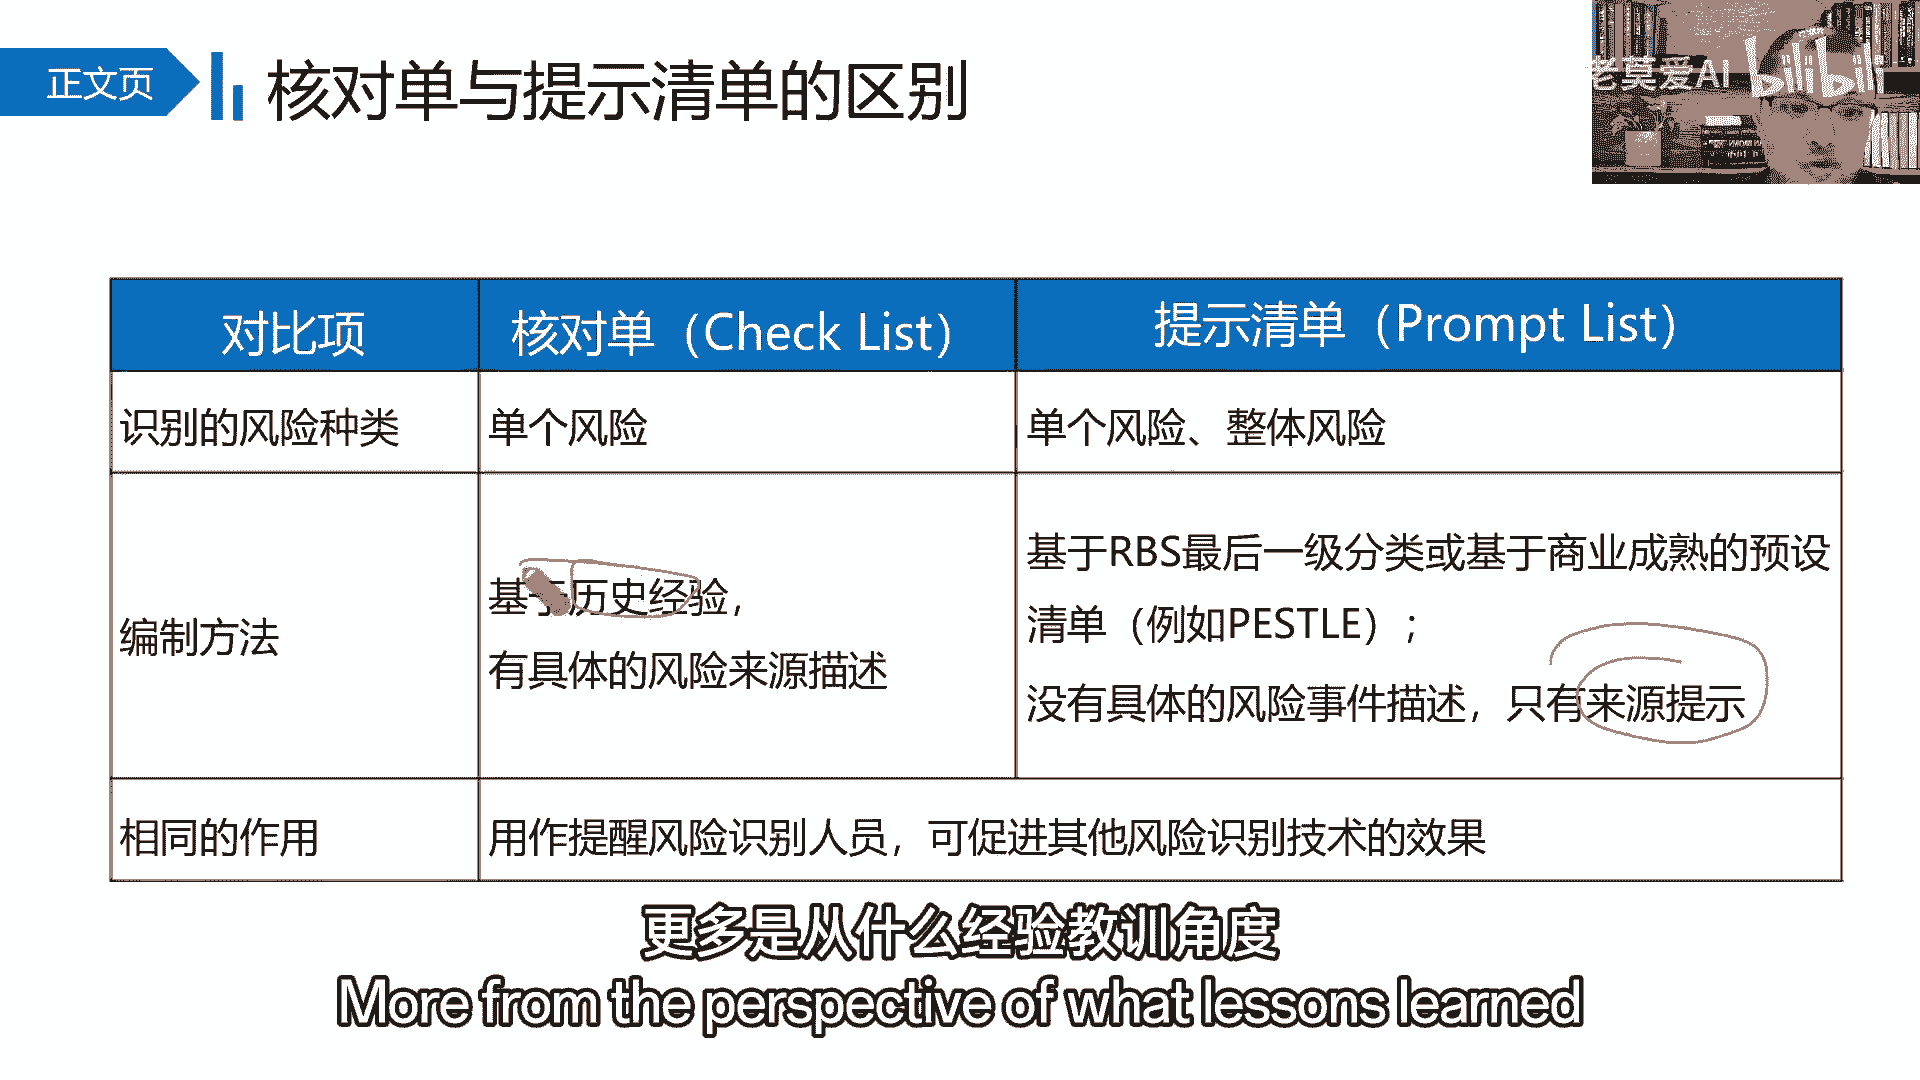 正文页
核对单与提示清单的区别
老莫爱AI bilibili
对比项
核对单（Check List）
提示清单（Prompt List）
识别的风险种类
单个风险
单个风险、整体风险
编制方法
基于历史经验，
有具体的风险来源描述
基于RBS最后一级分类或基于商业成熟的预设
清单（例如PESTLE）；
没有具体的风险事件描述，只有来源提示
相同的作用
用作提醒风险识别人员，可促进其他风险识别技术的效果
更多是从什么经验教训角度
More from the perspective of what lessons learned